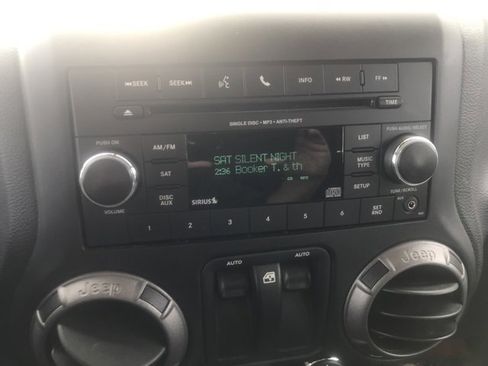 SEEK SEEK INFO RW FF
TIME
SINGLE DISC • MP3 • ANTI-THEFT
PUSH ON
AM/FM
SAT SILENT NIGHT
LIST
PUSH AUDIO/SELECT
SAT
2:36 Booker T. & th
MUSIC TYPE
VOLUME
DISC AUX
SIRIUS
SETUP
TUNE/SCROLL
AUX
1 2 3 4 5 6
SET RND
AUTO AUTO
Jeep Jeep